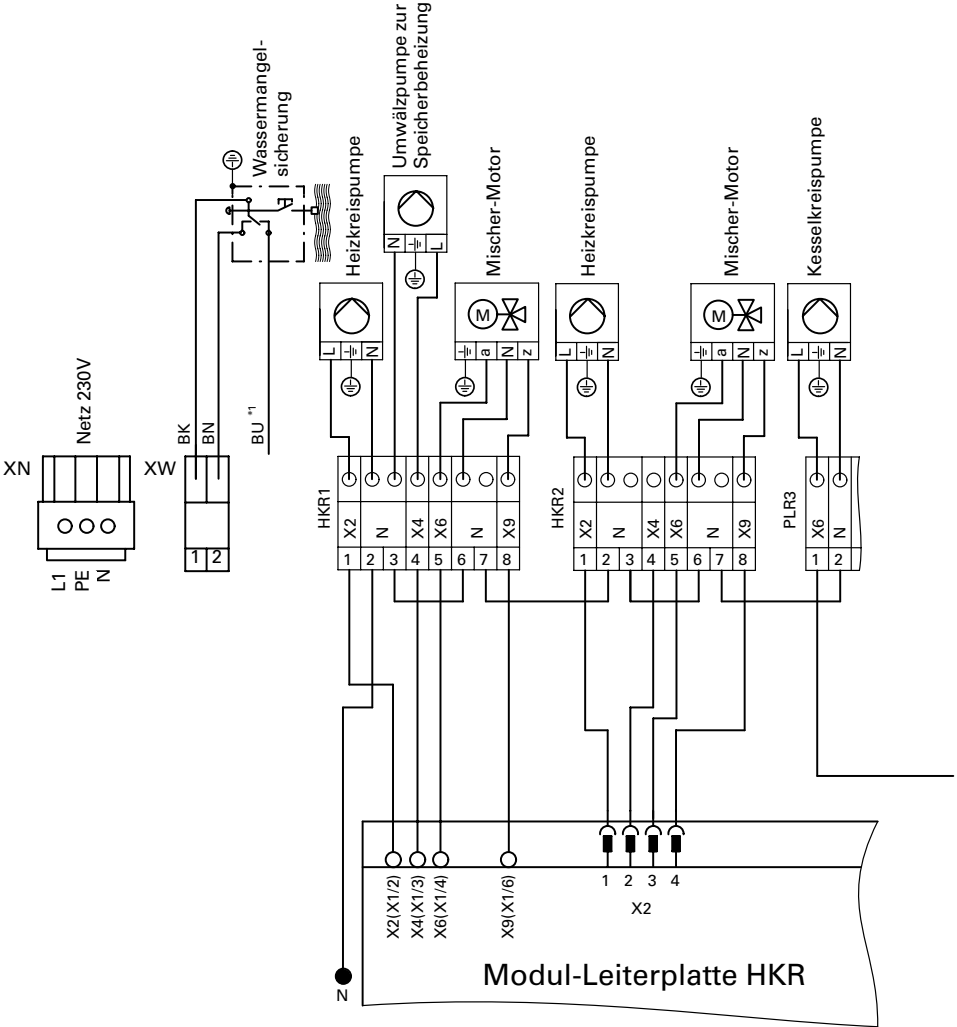 Wassermangel-
sicherung
Umwälzpumpe zur
Speicherbeheizung
Heizkreispumpe
Mischer-Motor
Heizkreispumpe
Mischer-Motor
Kesselkreispumpe
N
L
M
M
L
N
a
N
z
L
N
a
N
z
L
N
Netz 230V
XN
XW
BK
BN
BU *1
L1
PE
N
1 2
HKR1
X2
N
X4
X6
N
X9
1 2 3 4 5 6 7 8
HKR2
X2
N
X4
X6
N
X9
1 2 3 4 5 6 7 8
PLR3
X6
N
1 2
X2(X1/2)
X4(X1/3)
X6(X1/4)
X9(X1/6)
1 2 3 4
X2
N
Modul-Leiterplatte HKR